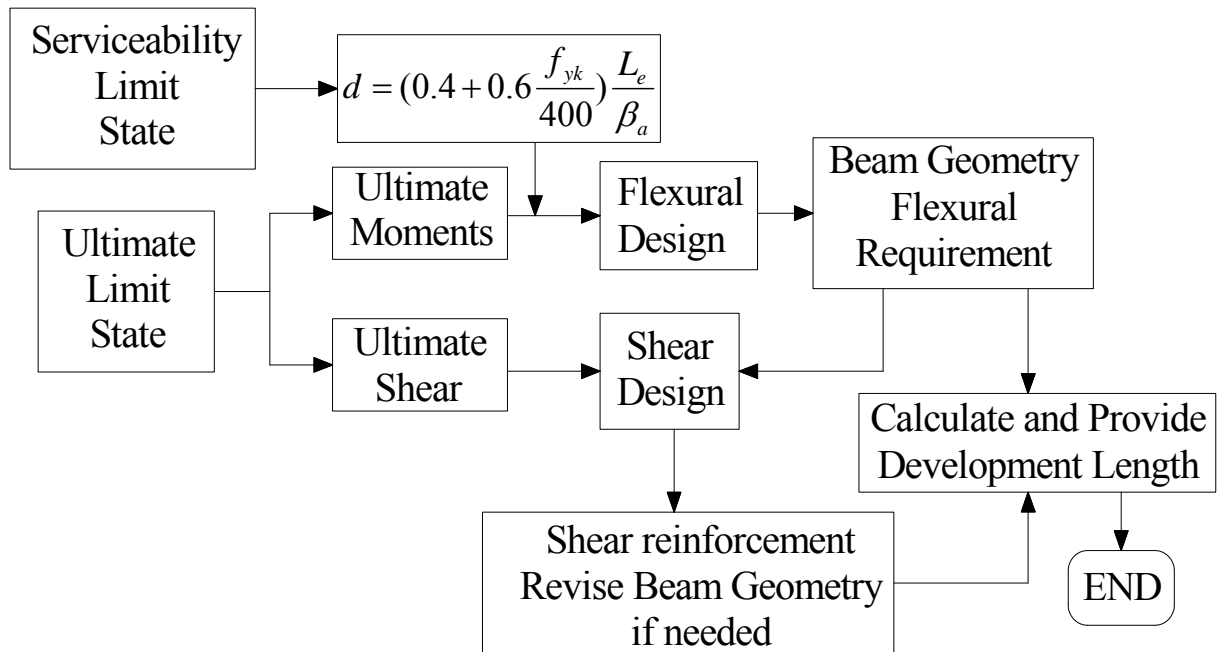 Serviceability
Limit
State
d = (0.4 + 0.6 f_{yk}/400) L_e/β_a
Ultimate
Moments
Flexural
Design
Beam Geometry
Flexural
Requirement
Ultimate
Limit
State
Ultimate
Shear
Shear
Design
Calculate and Provide
Development Length
Shear reinforcement
Revise Beam Geometry
if needed
END